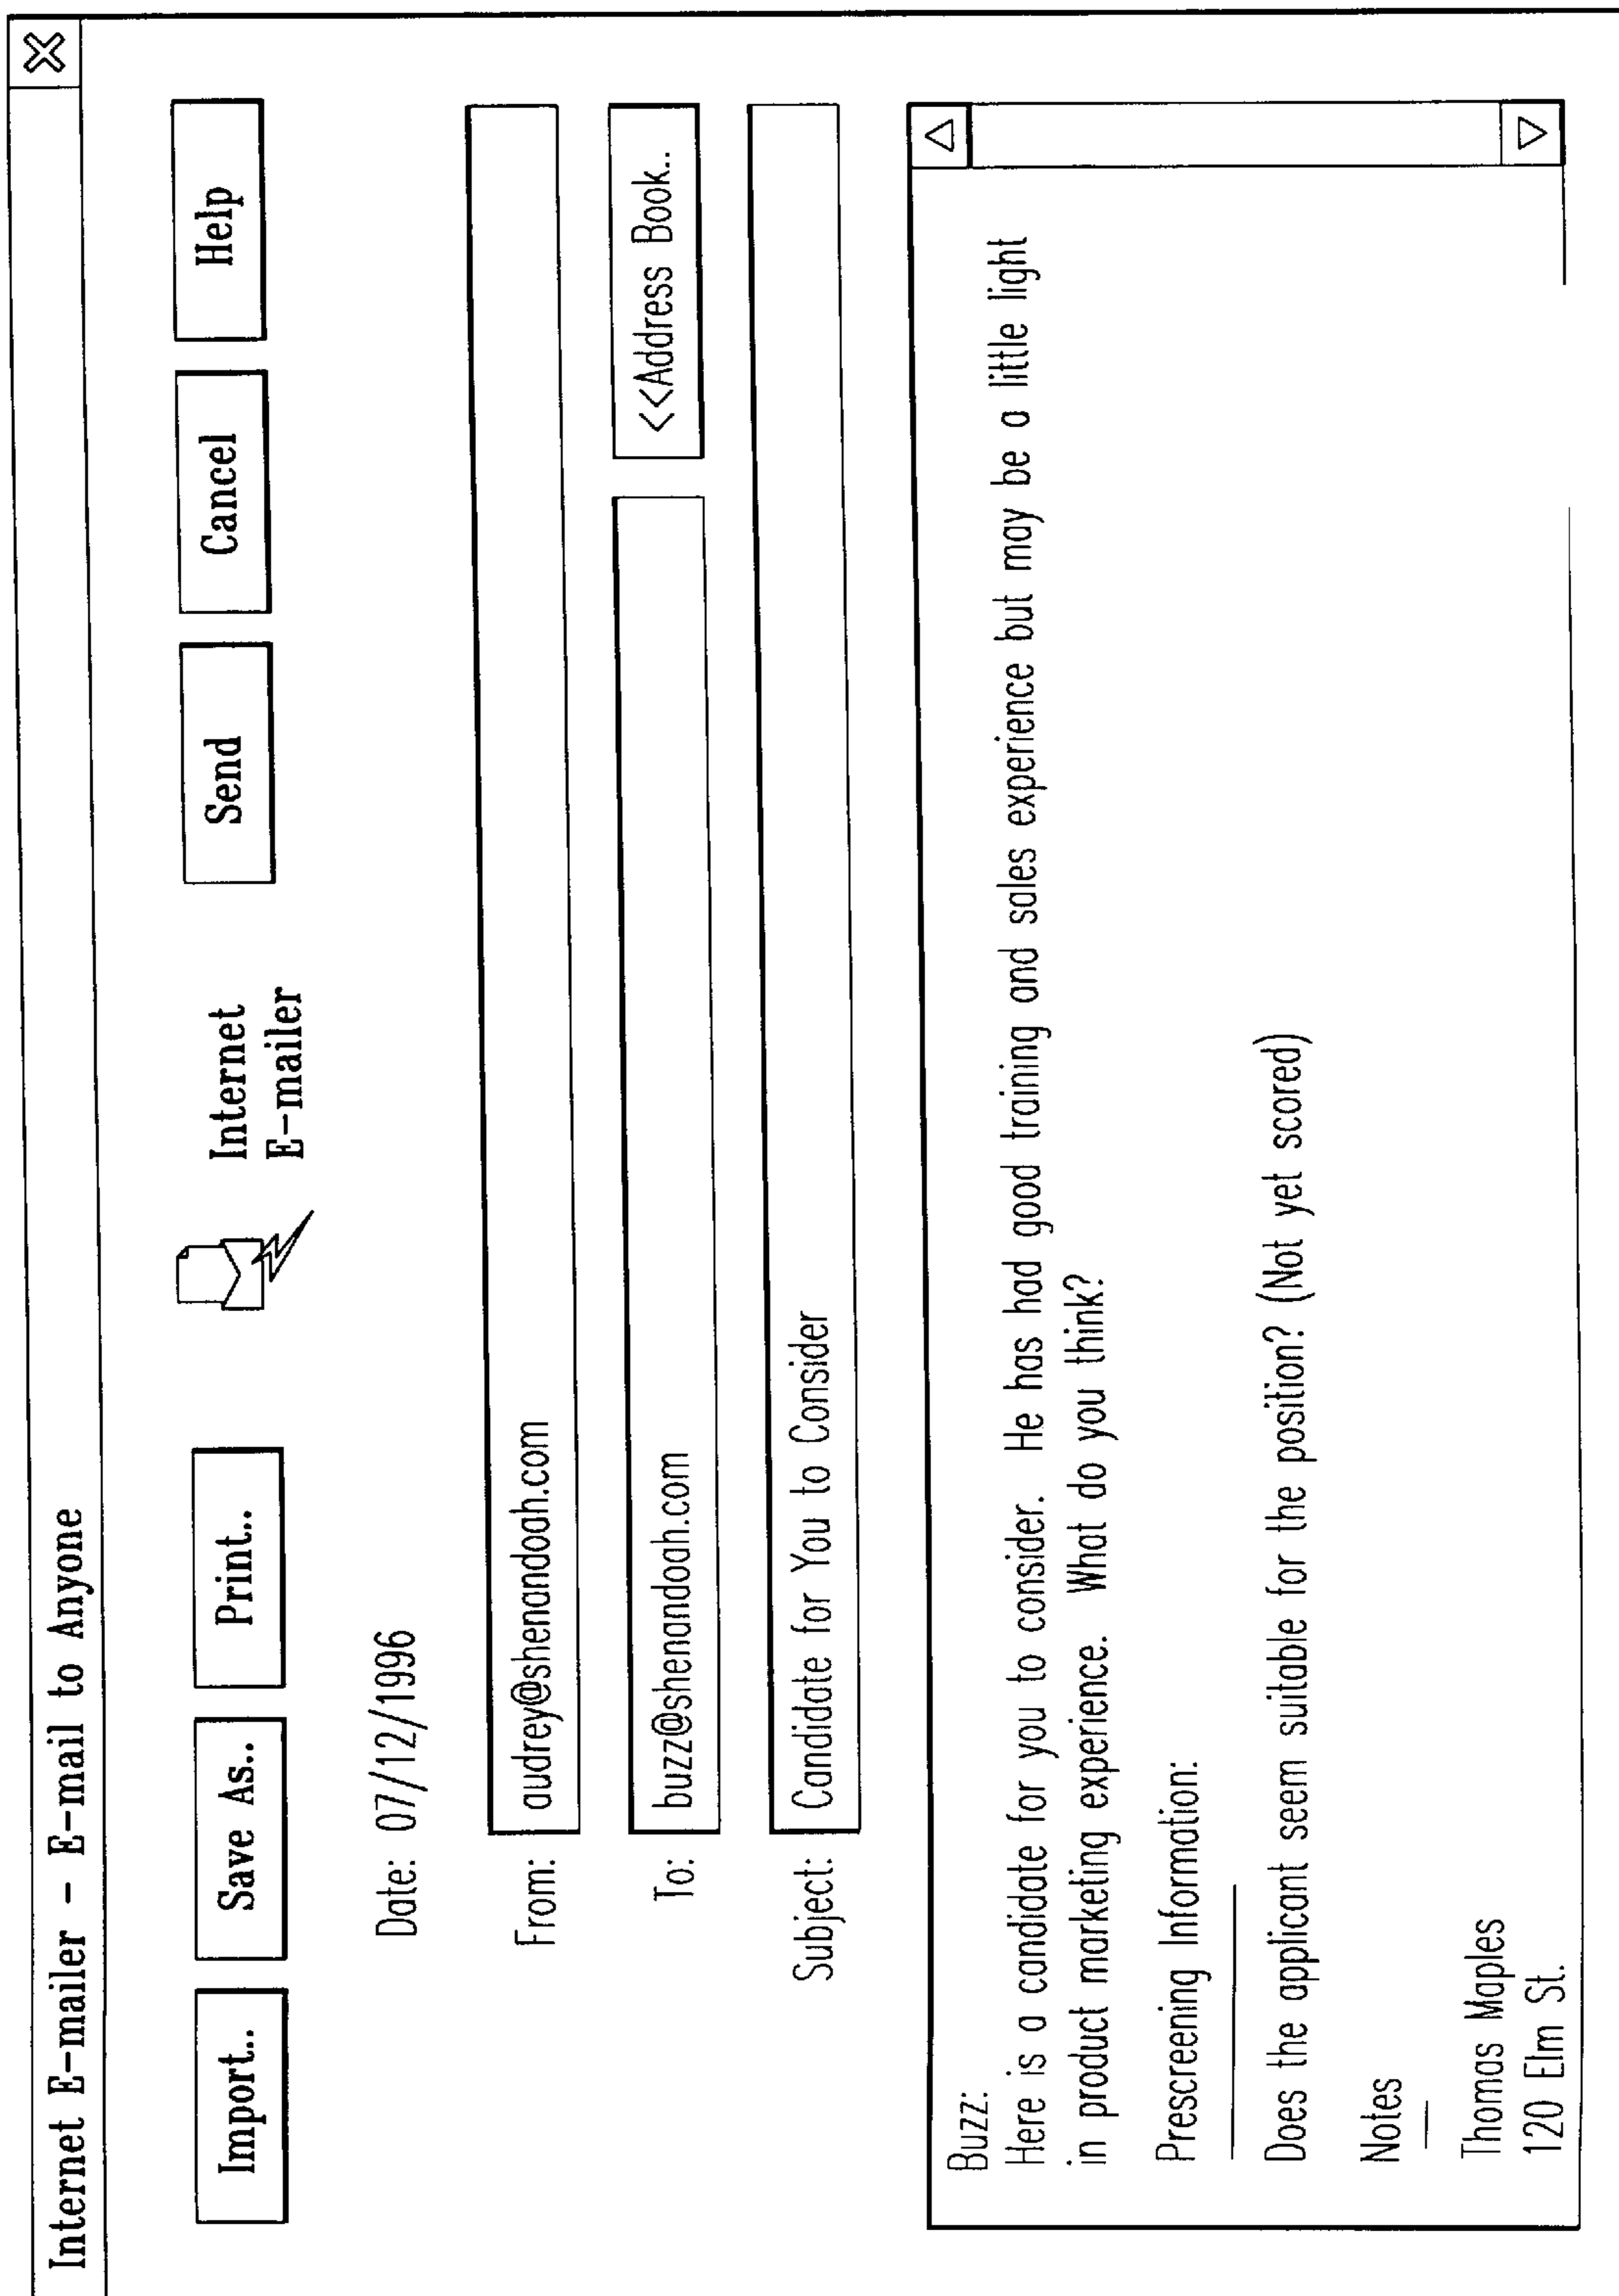 Internet E-mailer - E-mail to Anyone
Import.. Save As.. Print.. Internet E-mailer Send Cancel Help
Date: 07/12/1996
From: audrey@shenandoah.com
To: buzz@shenandoah.com <<Address Book..
Subject: Candidate for You to Consider
Buzz:
Here is a candidate for you to consider. He has had good training and sales experience but may be a little light
in product marketing experience. What do you think?
Prescreening Information:
Does the applicant seem suitable for the position? (Not yet scored)
Notes
Thomas Maples
120 Elm St.